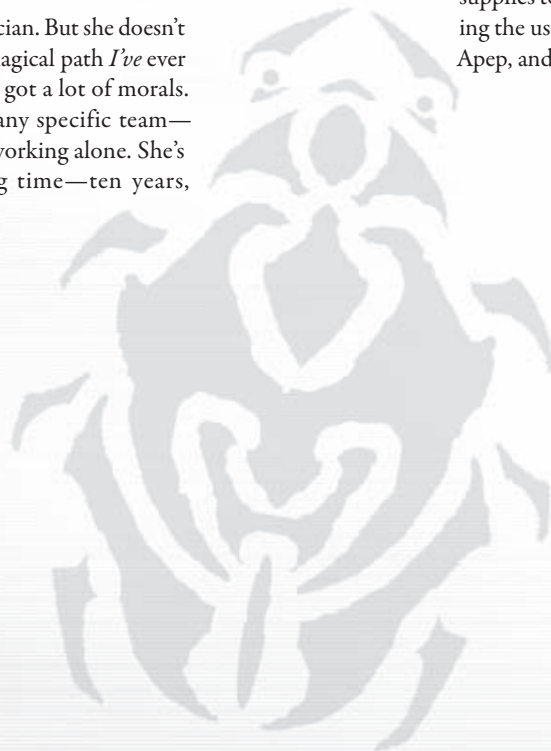 cian. But she doesn't
agical path I've ever
got a lot of morals.
any specific team—
working alone. She's
g time—ten years,
supplies to
ing the us
Apep, and